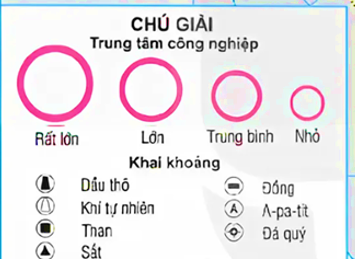 CHÚ GIẢI
Trung tâm công nghiệp
Rất lớn Lớn Trung bình Nhỏ
Khai khoáng
Dầu thô Đồng
Khí tự nhiên A A-pa-tit
Than Đá quý
Sắt